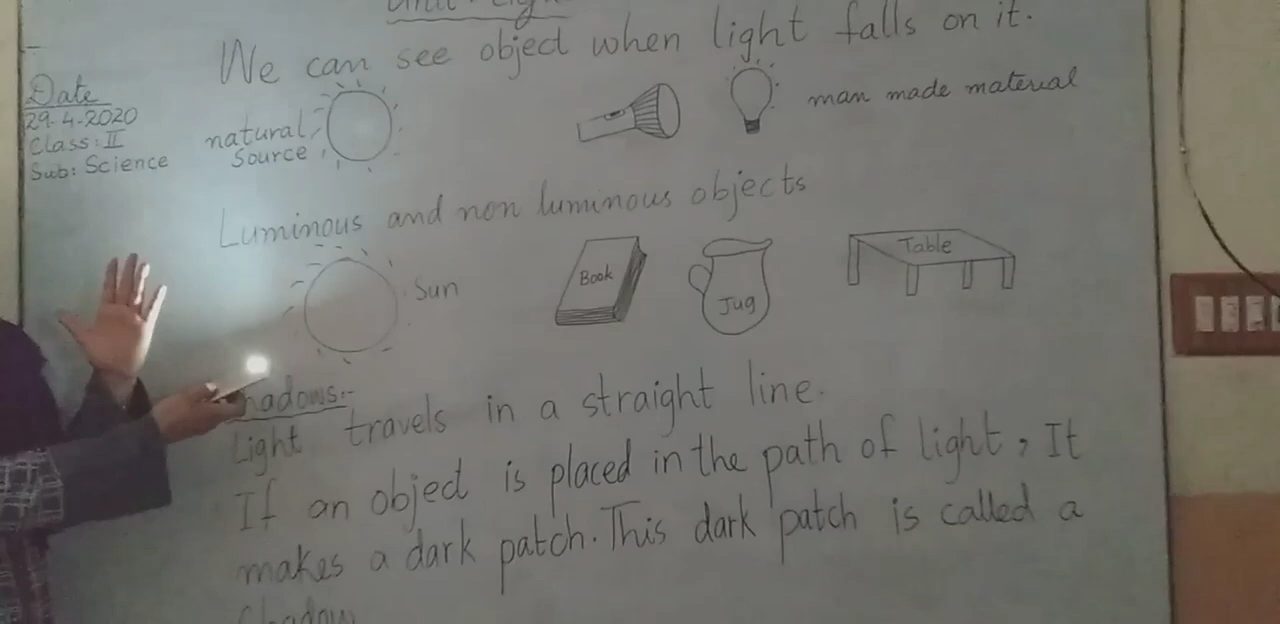 We can see object when light falls on it.
Date
29.4.2020
Class: II
Sub: Science
natural
Source
man made material
Luminous and non luminous objects
Sun
Book
Jug
Table
hadows:-
Light travels in a straight line.
If an object is placed in the path of light, It
makes a dark patch. This dark patch is called a
Shadow